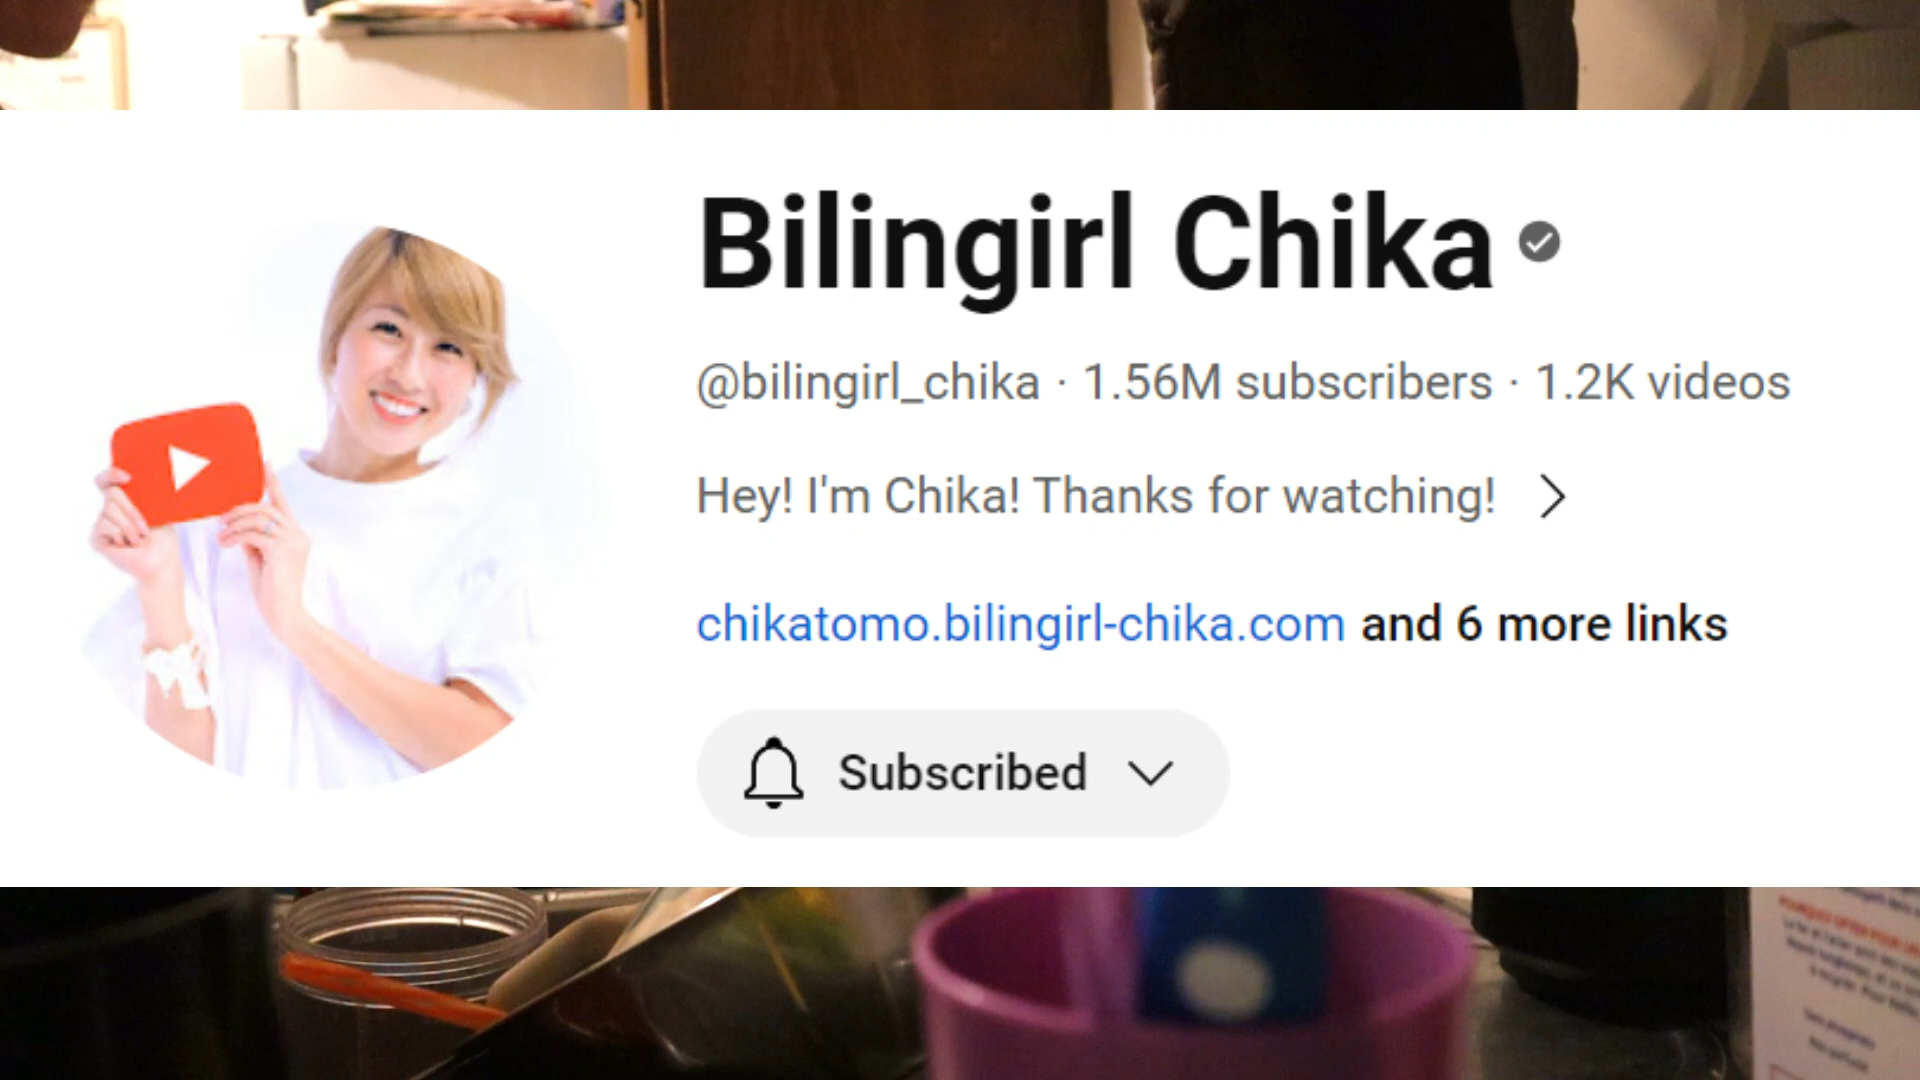 Bilingirl Chika
@bilingirl_chika · 1.56M subscribers · 1.2K videos
Hey! I'm Chika! Thanks for watching!
chikatomo.bilingirl-chika.com and 6 more links
Subscribed